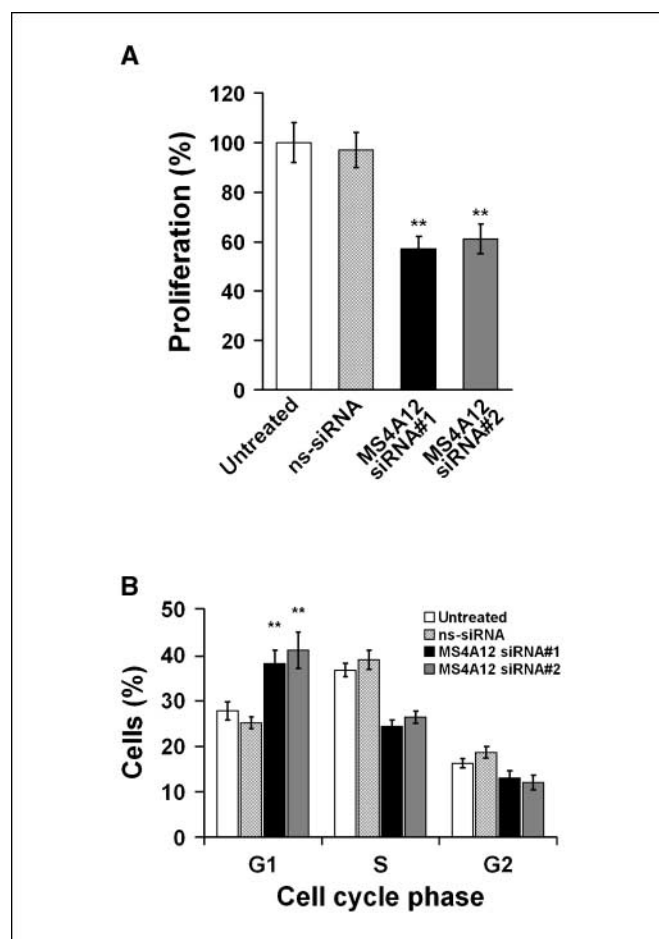 A
120
100
80
60
40
20
0
Proliferation (%)
**
**
Untreated
ns-siRNA
MS4A12
siRNA#1
MS4A12
siRNA#2
B
50
40
30
20
10
0
Cells (%)
**
**
Untreated
ns-siRNA
MS4A12 siRNA#1
MS4A12 siRNA#2
G1 S G2
Cell cycle phase